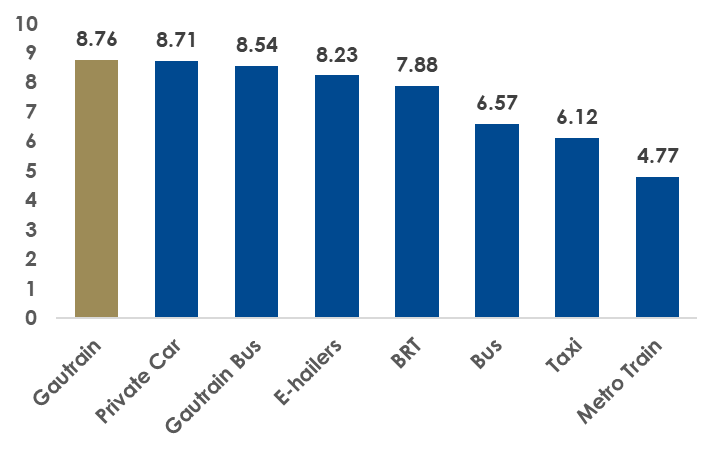 10
9
8
7
6
5
4
3
2
1
0
8.76
8.71
8.54
8.23
7.88
6.57
6.12
4.77
Gautrain
Private Car
Gautrain Bus
E-hailers
BRT
Bus
Taxi
Metro Train